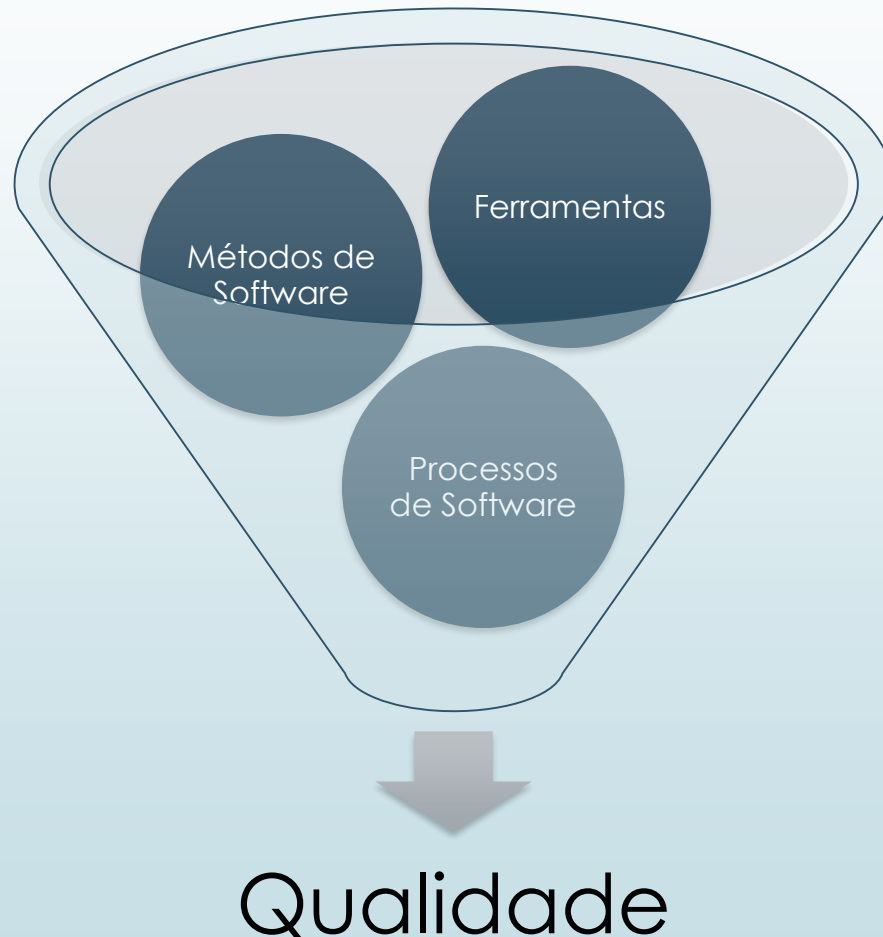 Ferramentas
Métodos de
Software
Processos
de Software
Qualidade